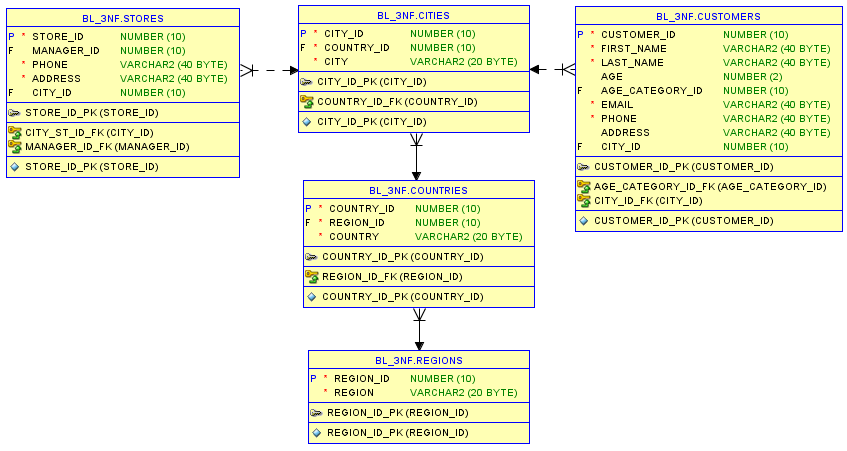 BL_3NF.STORES
P * STORE_ID NUMBER (10)
F MANAGER_ID NUMBER (10)
* PHONE VARCHAR2 (40 BYTE)
* ADDRESS VARCHAR2 (40 BYTE)
F CITY_ID NUMBER (10)
STORE_ID_PK (STORE_ID)
CITY_ST_ID_FK (CITY_ID)
MANAGER_ID_FK (MANAGER_ID)
STORE_ID_PK (STORE_ID)
BL_3NF.CITIES
P * CITY_ID NUMBER (10)
F * COUNTRY_ID NUMBER (10)
* CITY VARCHAR2 (20 BYTE)
CITY_ID_PK (CITY_ID)
COUNTRY_ID_FK (COUNTRY_ID)
CITY_ID_PK (CITY_ID)
BL_3NF.CUSTOMERS
P * CUSTOMER_ID NUMBER (10)
* FIRST_NAME VARCHAR2 (40 BYTE)
* LAST_NAME VARCHAR2 (40 BYTE)
AGE NUMBER (2)
F AGE_CATEGORY_ID NUMBER (10)
* EMAIL VARCHAR2 (40 BYTE)
* PHONE VARCHAR2 (40 BYTE)
ADDRESS VARCHAR2 (40 BYTE)
F CITY_ID NUMBER (10)
CUSTOMER_ID_PK (CUSTOMER_ID)
AGE_CATEGORY_ID_FK (AGE_CATEGORY_ID)
CITY_ID_FK (CITY_ID)
CUSTOMER_ID_PK (CUSTOMER_ID)
BL_3NF.COUNTRIES
P * COUNTRY_ID NUMBER (10)
F * REGION_ID NUMBER (10)
* COUNTRY VARCHAR2 (20 BYTE)
COUNTRY_ID_PK (COUNTRY_ID)
REGION_ID_FK (REGION_ID)
COUNTRY_ID_PK (COUNTRY_ID)
BL_3NF.REGIONS
P * REGION_ID NUMBER (10)
* REGION VARCHAR2 (20 BYTE)
REGION_ID_PK (REGION_ID)
REGION_ID_PK (REGION_ID)